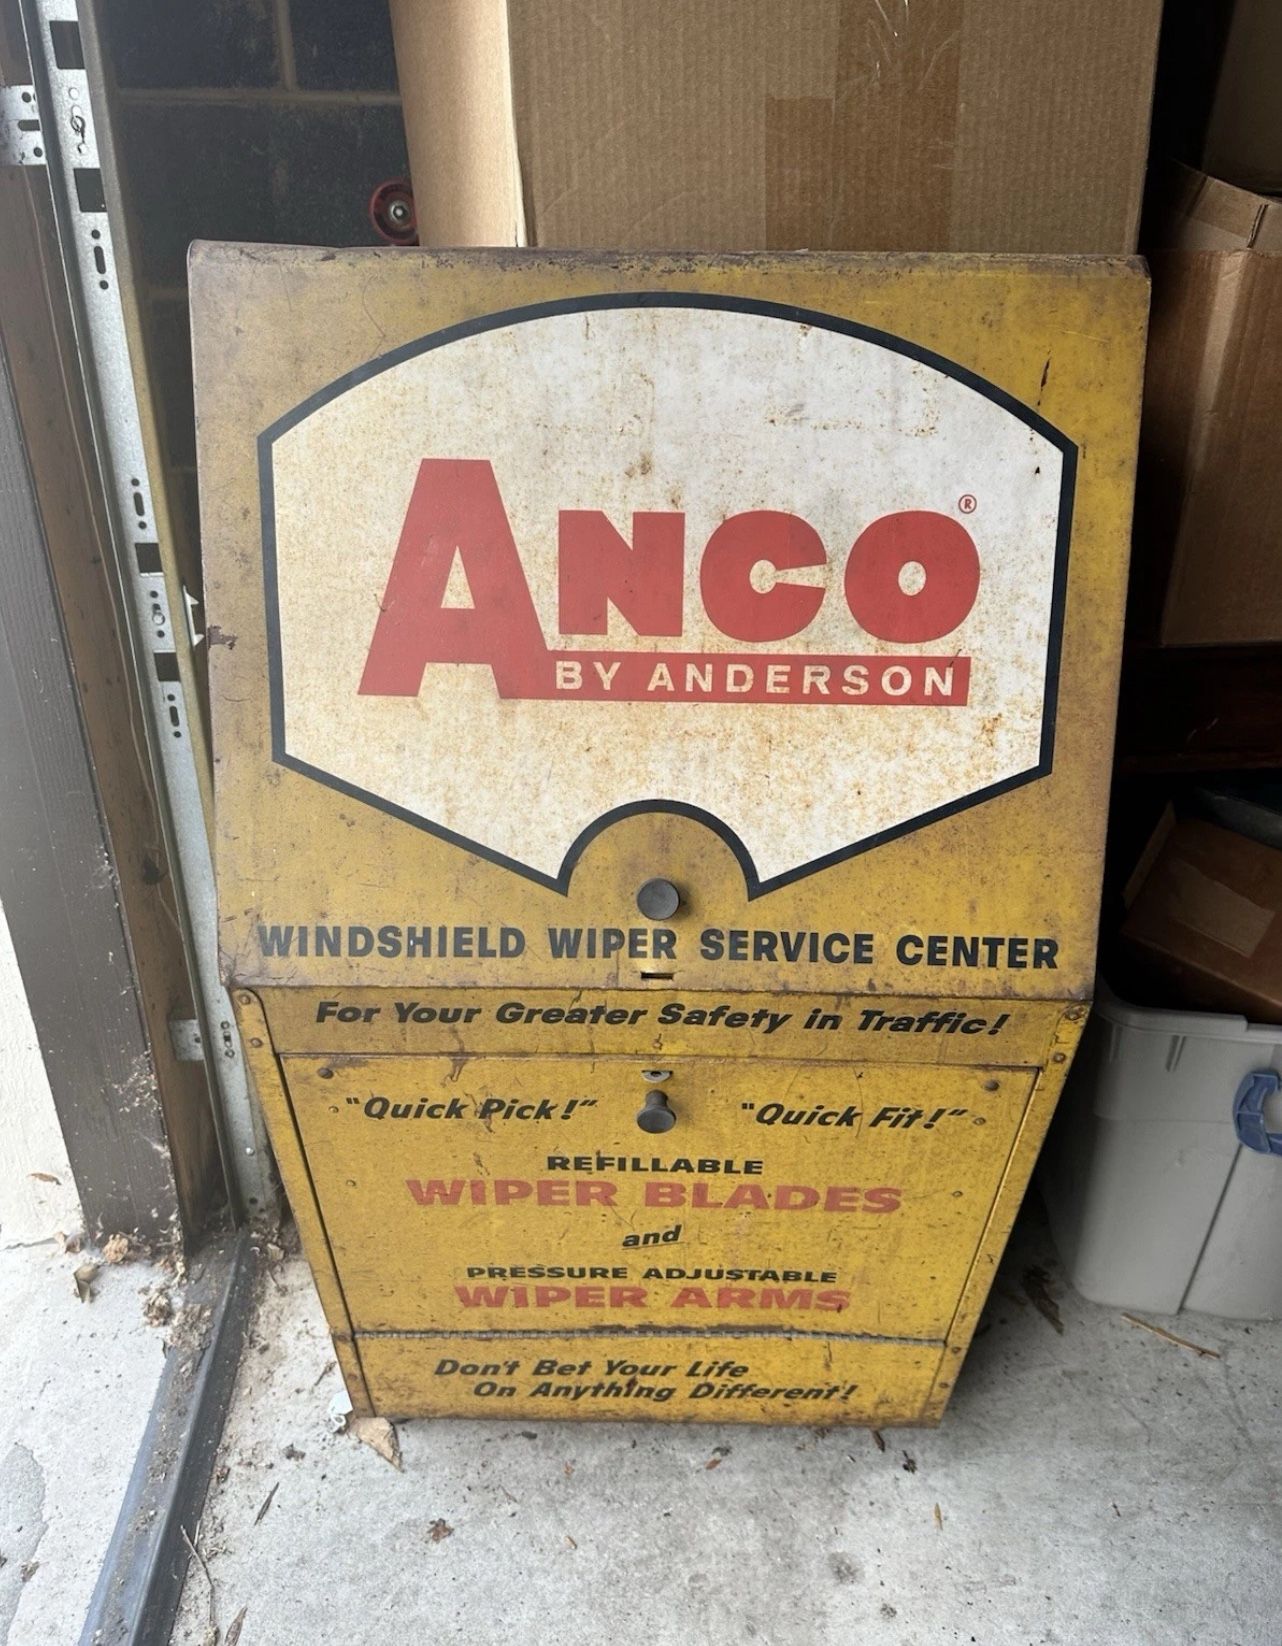 ANCO®
BY ANDERSON
WINDSHIELD WIPER SERVICE CENTER
For Your Greater Safety in Traffic!
"Quick Pick!" "Quick Fit!"
REFILLABLE
WIPER BLADES
and
PRESSURE ADJUSTABLE
WIPER ARMS
Don't Bet Your Life
On Anything Different!